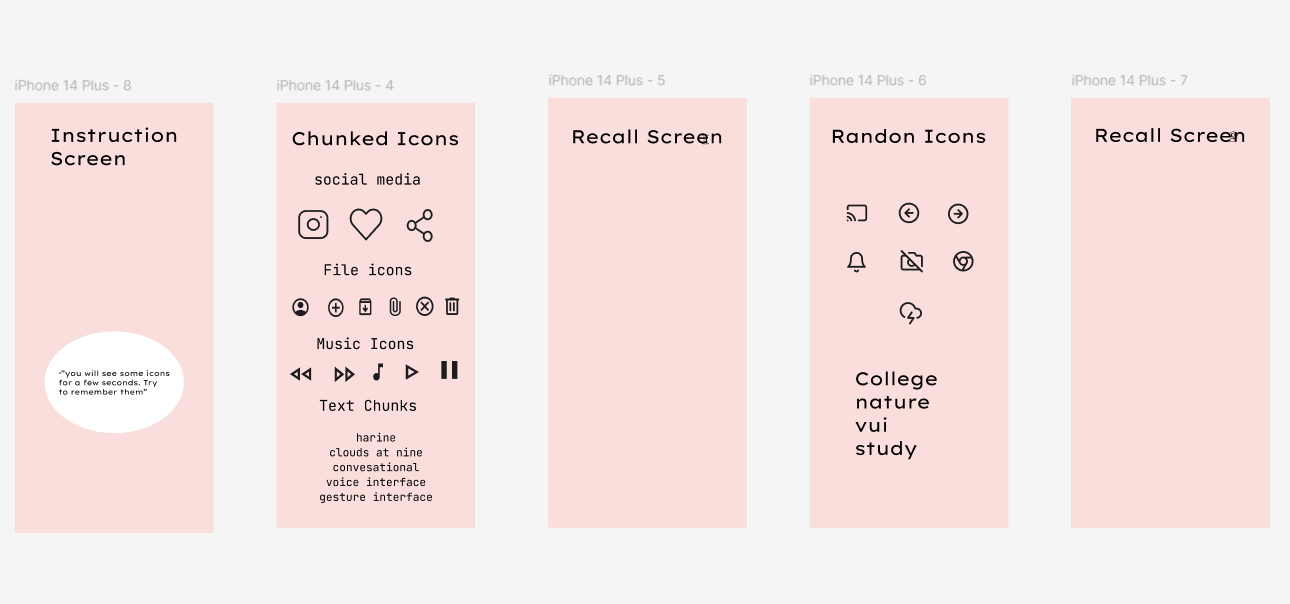 iPhone 14 Plus - 8
Instruction
Screen
-"you will see some icons
for a few seconds. Try
to remember them"
iPhone 14 Plus - 4
Chunked Icons
social media
File icons
Music Icons
Text Chunks
harine
clouds at nine
convesational
voice interface
gesture interface
iPhone 14 Plus - 5
Recall Screen
iPhone 14 Plus - 6
Randon Icons
College
nature
vui
study
iPhone 14 Plus - 7
Recall Screen